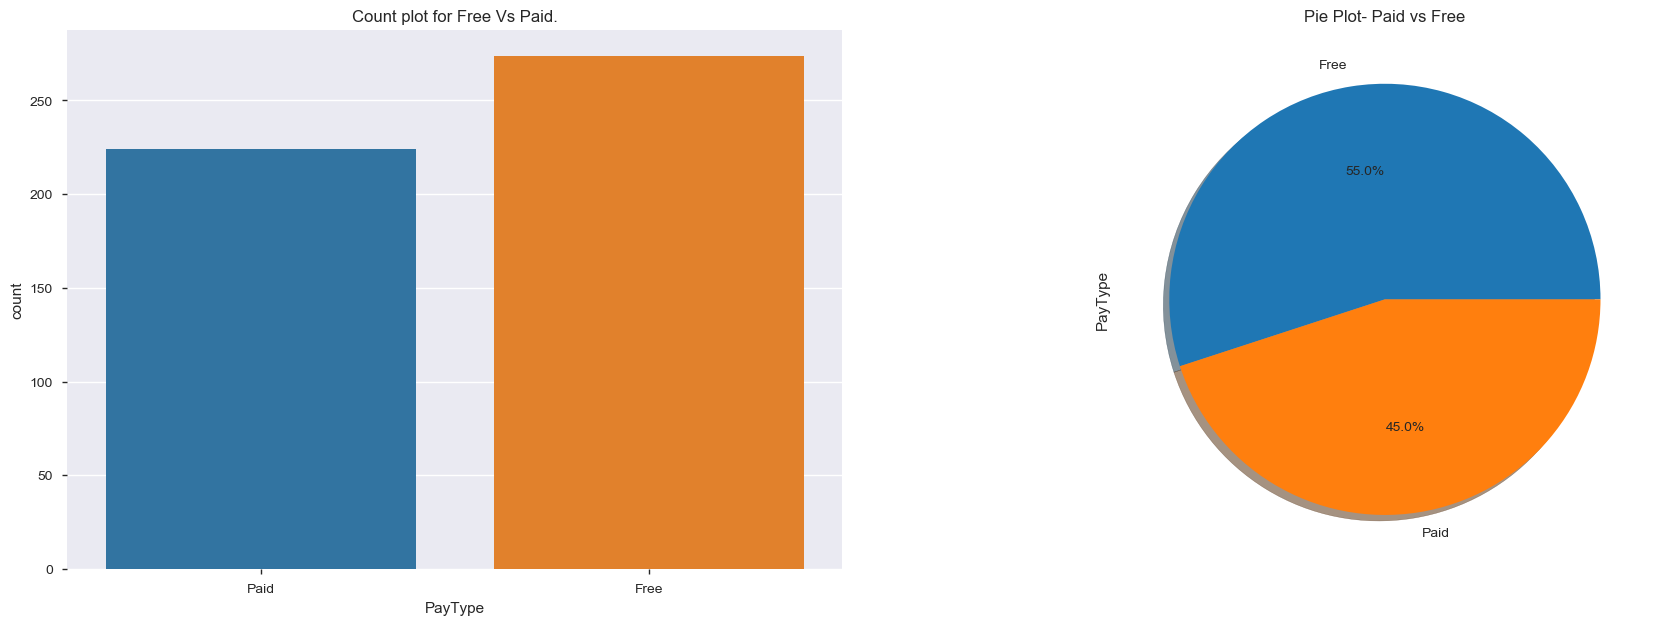 Count plot for Free Vs Paid.
250
200
150
100
50
0
count
Paid
Free
PayType
Pie Plot- Paid vs Free
Free
55.0%
PayType
45.0%
Paid